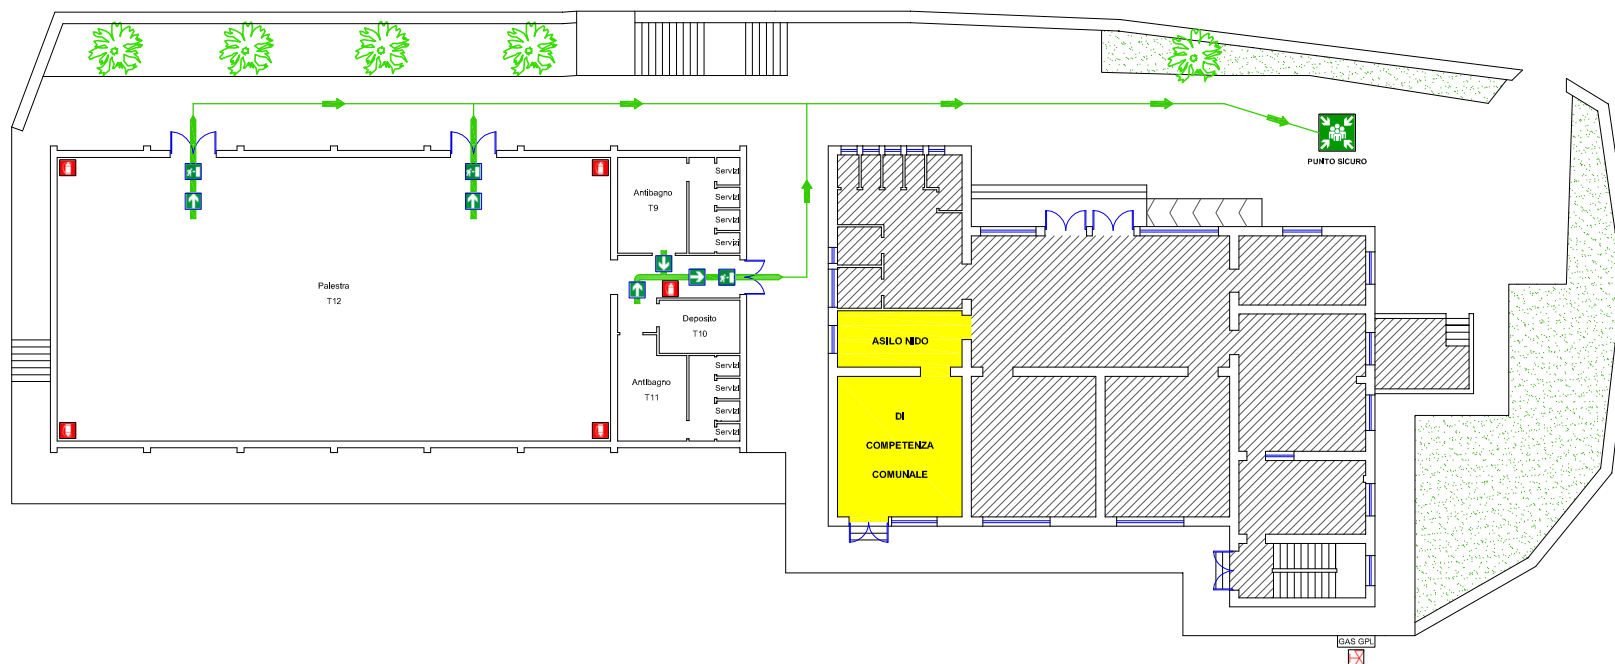 PUNTO SICURO
Servizi
Antibagno
T9
Servizi
Servizi
Servizi
Palestra
T12
Deposito
T10
ASILO NIDO
Servizi
Antibagno
T11
Servizi
Servizi
Servizi
DI
COMPETENZA
COMUNALE
GAS GPL